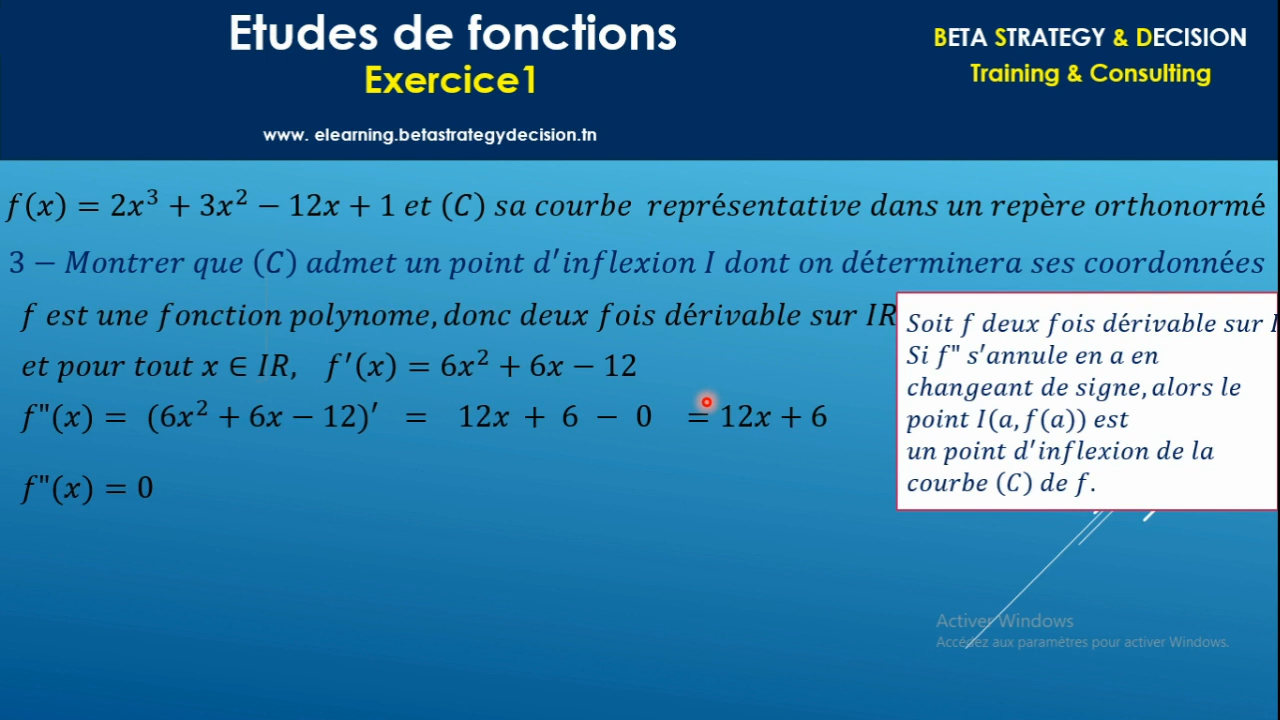 Etudes de fonctions
Exercice1
www. elearning.betastrategydecision.tn
BETA STRATEGY & DECISION
Training & Consulting
f(x) = 2x³ + 3x² − 12x + 1 et (C) sa courbe représentative dans un repère orthonormé
3 − Montrer que (C) admet un point d'inflexion I dont on déterminera ses coordonnées
f est une fonction polynome, donc deux fois dérivable sur IR
et pour tout x ∈ IR, f'(x) = 6x² + 6x − 12
f"(x) = (6x² + 6x − 12)' = 12x + 6 − 0 = 12x + 6
f"(x) = 0
Soit f deux fois dérivable sur I
Si f" s'annule en a en
changeant de signe, alors le
point I(a, f(a)) est
un point d'inflexion de la
courbe (C) de f.
Activer Windows
Accédez aux paramètres pour activer Windows.